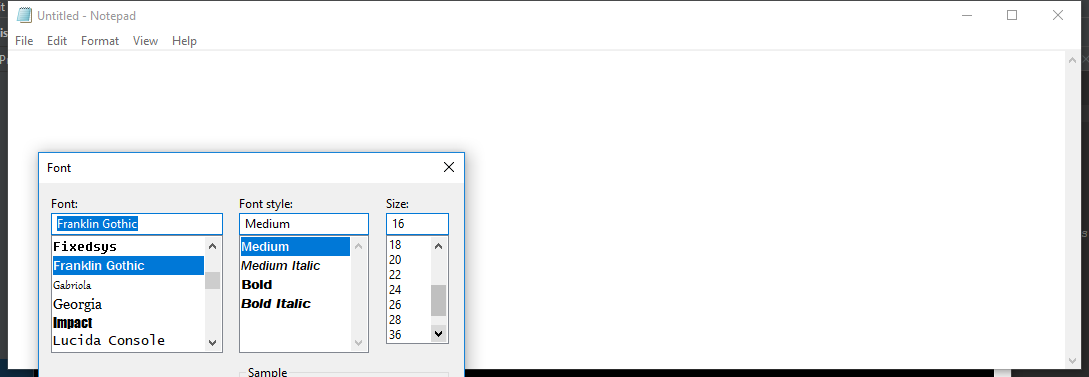 Untitled - Notepad
File Edit Format View Help
Font
Font: Font style: Size:
Franklin Gothic Medium 16
Fixedsys
Franklin Gothic
Gabriola
Georgia
Impact
Lucida Console
Medium
Medium Italic
Bold
Bold Italic
18
20
22
24
26
28
36
Sample